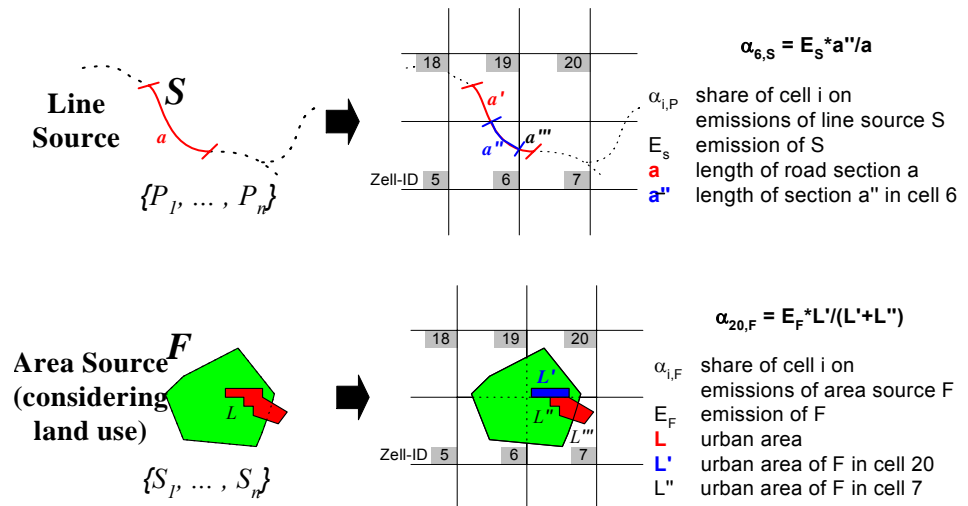 Line
Source
S
a
{P1, ... , Pn}
18 19 20
a'
a''
a'''
Zell-ID 5 6 7
α6,S = ES*a''/a
αi,P share of cell i on
emissions of line source S
Es emission of S
a length of road section a
a'' length of section a'' in cell 6
Area Source
(considering
land use)
F
L
{S1, ... , Sn}
18 19 20
L'
L''
L'''
Zell-ID 5 6 7
α20,F = EF*L'/(L'+L'')
αi,F share of cell i on
emissions of area source F
EF emission of F
L urban area
L' urban area of F in cell 20
L'' urban area of F in cell 7